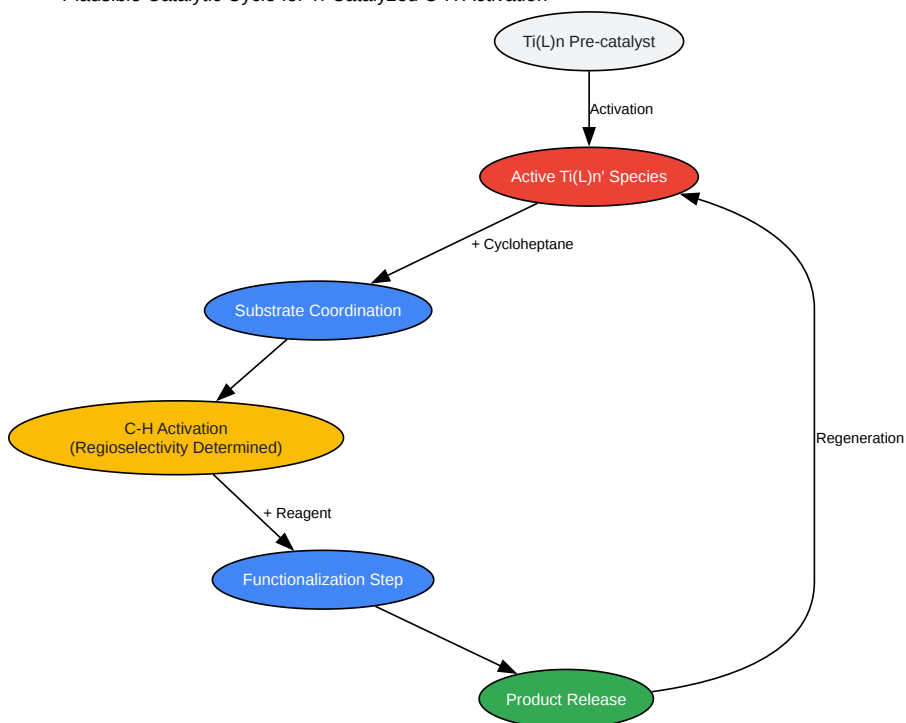 Ti(L)n Pre-catalyst
Activation
Active Ti(L)n' Species
+ Cycloheptane
Substrate Coordination
C-H Activation
(Regioselectivity Determined)
Regeneration
+ Reagent
Functionalization Step
Product Release